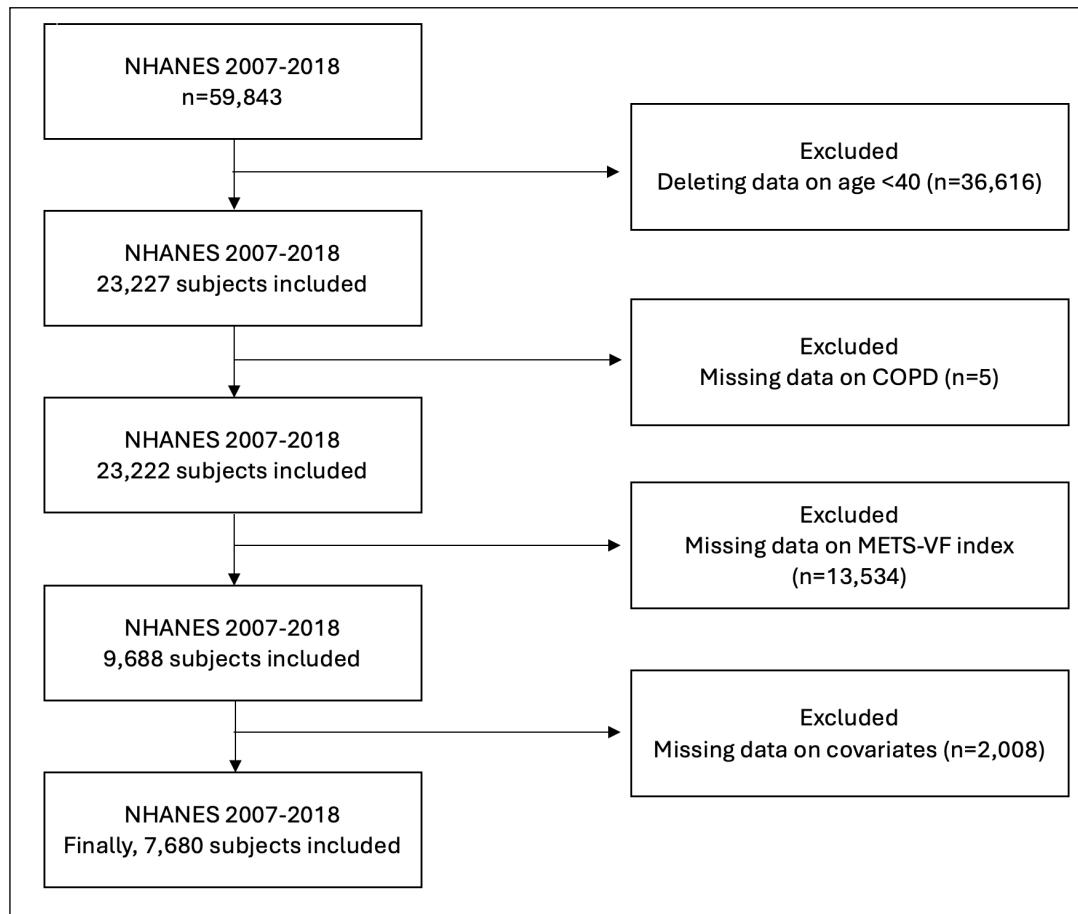 NHANES 2007-2018
n=59,843
Excluded
Deleting data on age <40 (n=36,616)
NHANES 2007-2018
23,227 subjects included
Excluded
Missing data on COPD (n=5)
NHANES 2007-2018
23,222 subjects included
Excluded
Missing data on METS-VF index
(n=13,534)
NHANES 2007-2018
9,688 subjects included
Excluded
Missing data on covariates (n=2,008)
NHANES 2007-2018
Finally, 7,680 subjects included